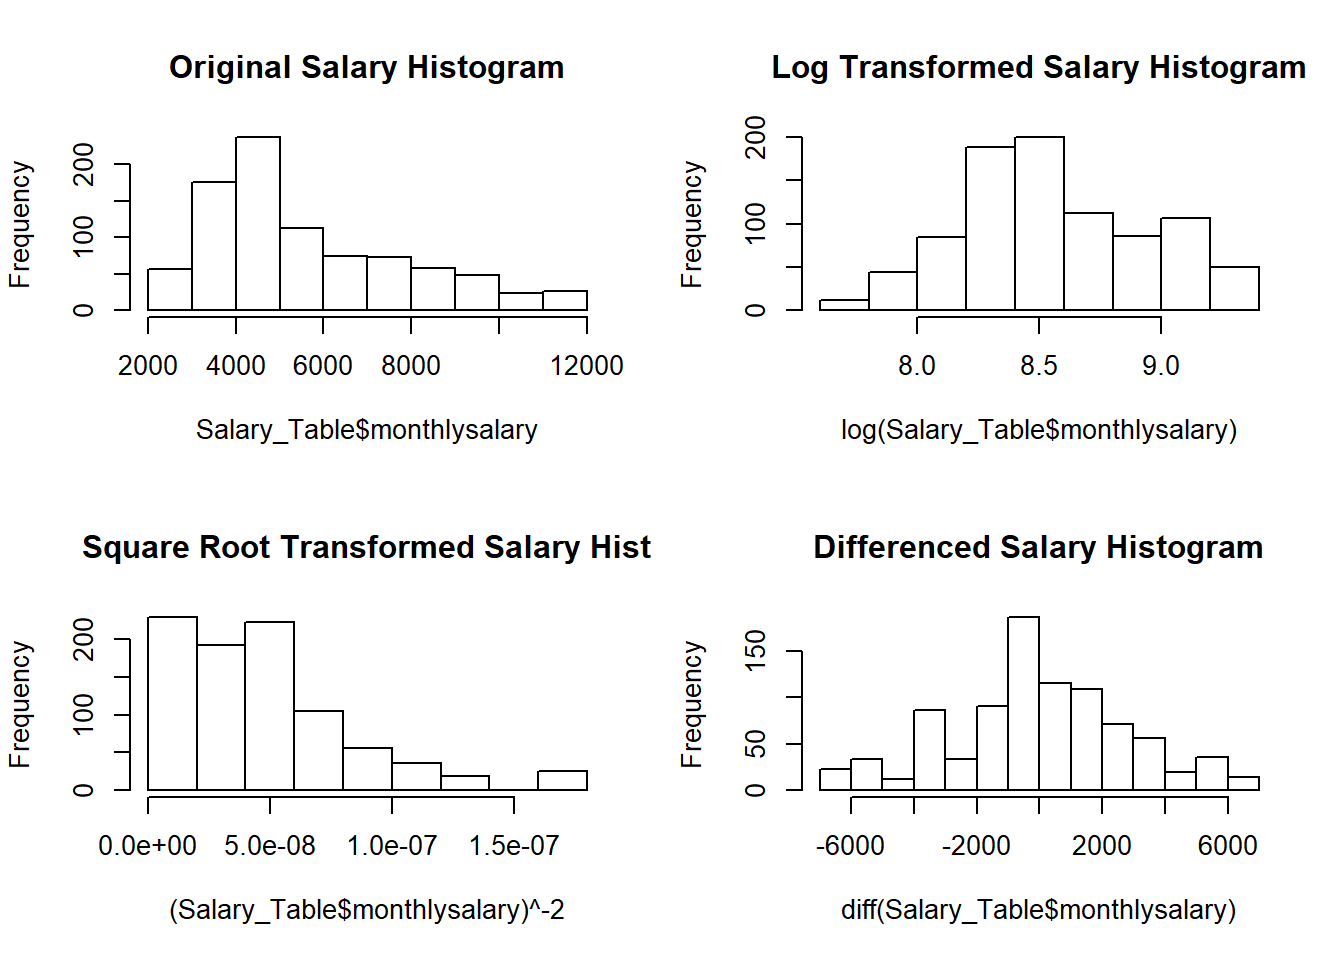 Original Salary Histogram
Frequency
0 100 200
2000 4000 6000 8000 12000
Salary_Table$monthlysalary
Log Transformed Salary Histogram
Frequency
0 100 200
8.0 8.5 9.0
log(Salary_Table$monthlysalary)
Square Root Transformed Salary Hist
Frequency
0 100 200
0.0e+00 5.0e-08 1.0e-07 1.5e-07
(Salary_Table$monthlysalary)^-2
Differenced Salary Histogram
Frequency
0 50 150
-6000 -2000 2000 6000
diff(Salary_Table$monthlysalary)